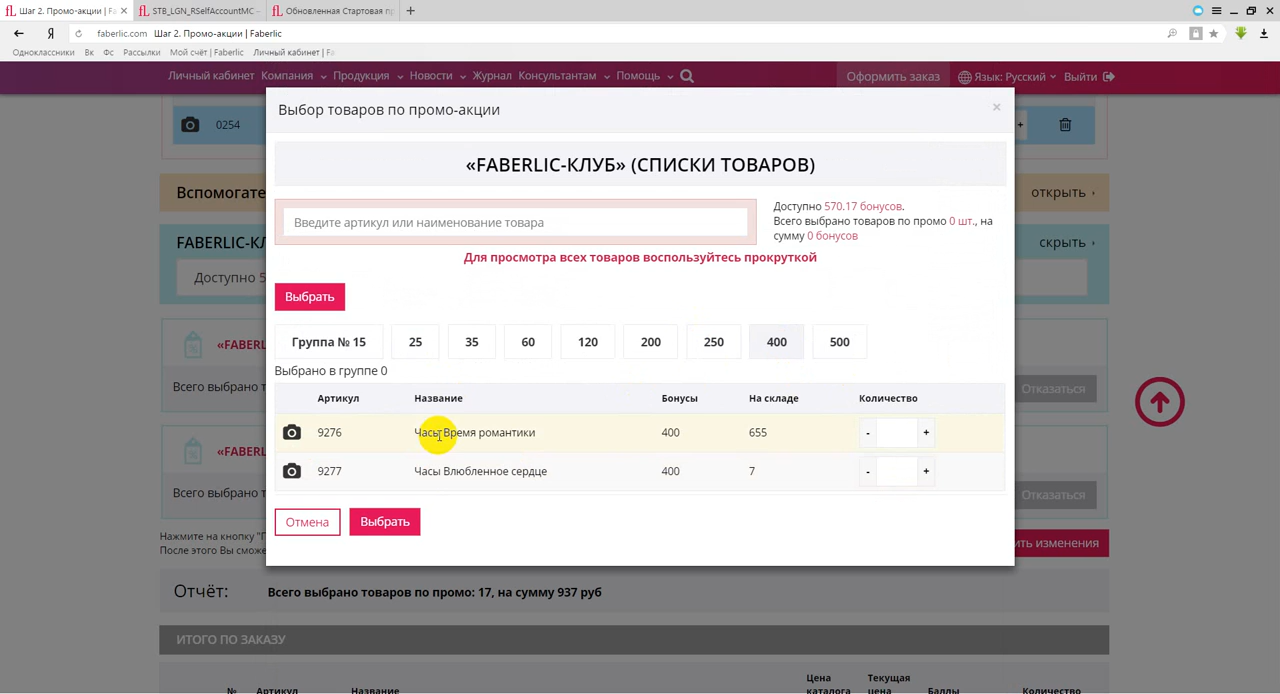 Шаг 2. Промо-акции | F
STB_LGN_RSelfAccountMC -
Обновленная Стартовая пр
faberlic.com Шаг 2. Промо-акции | Faberlic
Одноклассники Вк Фс Рассылки Мой счёт | Faberlic Личный кабинет | Fa
Личный кабинет Компания Продукция Новости Журнал Консультантам Помощь Оформить заказ Язык: Русский Выйти
Выбор товаров по промо-акции ×
0254 +
«FABERLIC-КЛУБ» (СПИСКИ ТОВАРОВ)
Вспомогате открыть ›
Введите артикул или наименование товара
Доступно 570.17 бонусов.
Всего выбрано товаров по промо 0 шт., на
сумму 0 бонусов
FABERLIC-КЛ скрыть ›
Для просмотра всех товаров воспользуйтесь прокруткой
Доступно 5
Выбрать
Группа № 15 25 35 60 120 200 250 400 500
«FABERL
Выбрано в группе 0
Всего выбрано т Отказаться
Артикул Название Бонусы На складе Количество
9276 Часы Время романтики 400 655 - +
«FABERL
9277 Часы Влюбленное сердце 400 7 - +
Всего выбрано т Отказаться
Отмена Выбрать
Нажмите на кнопку "П
После этого Вы сможе
ить изменения
Отчёт: Всего выбрано товаров по промо: 17, на сумму 937 руб
ИТОГО ПО ЗАКАЗУ
№ Артикул Название Цена каталога Текущая цена Баллы Количество